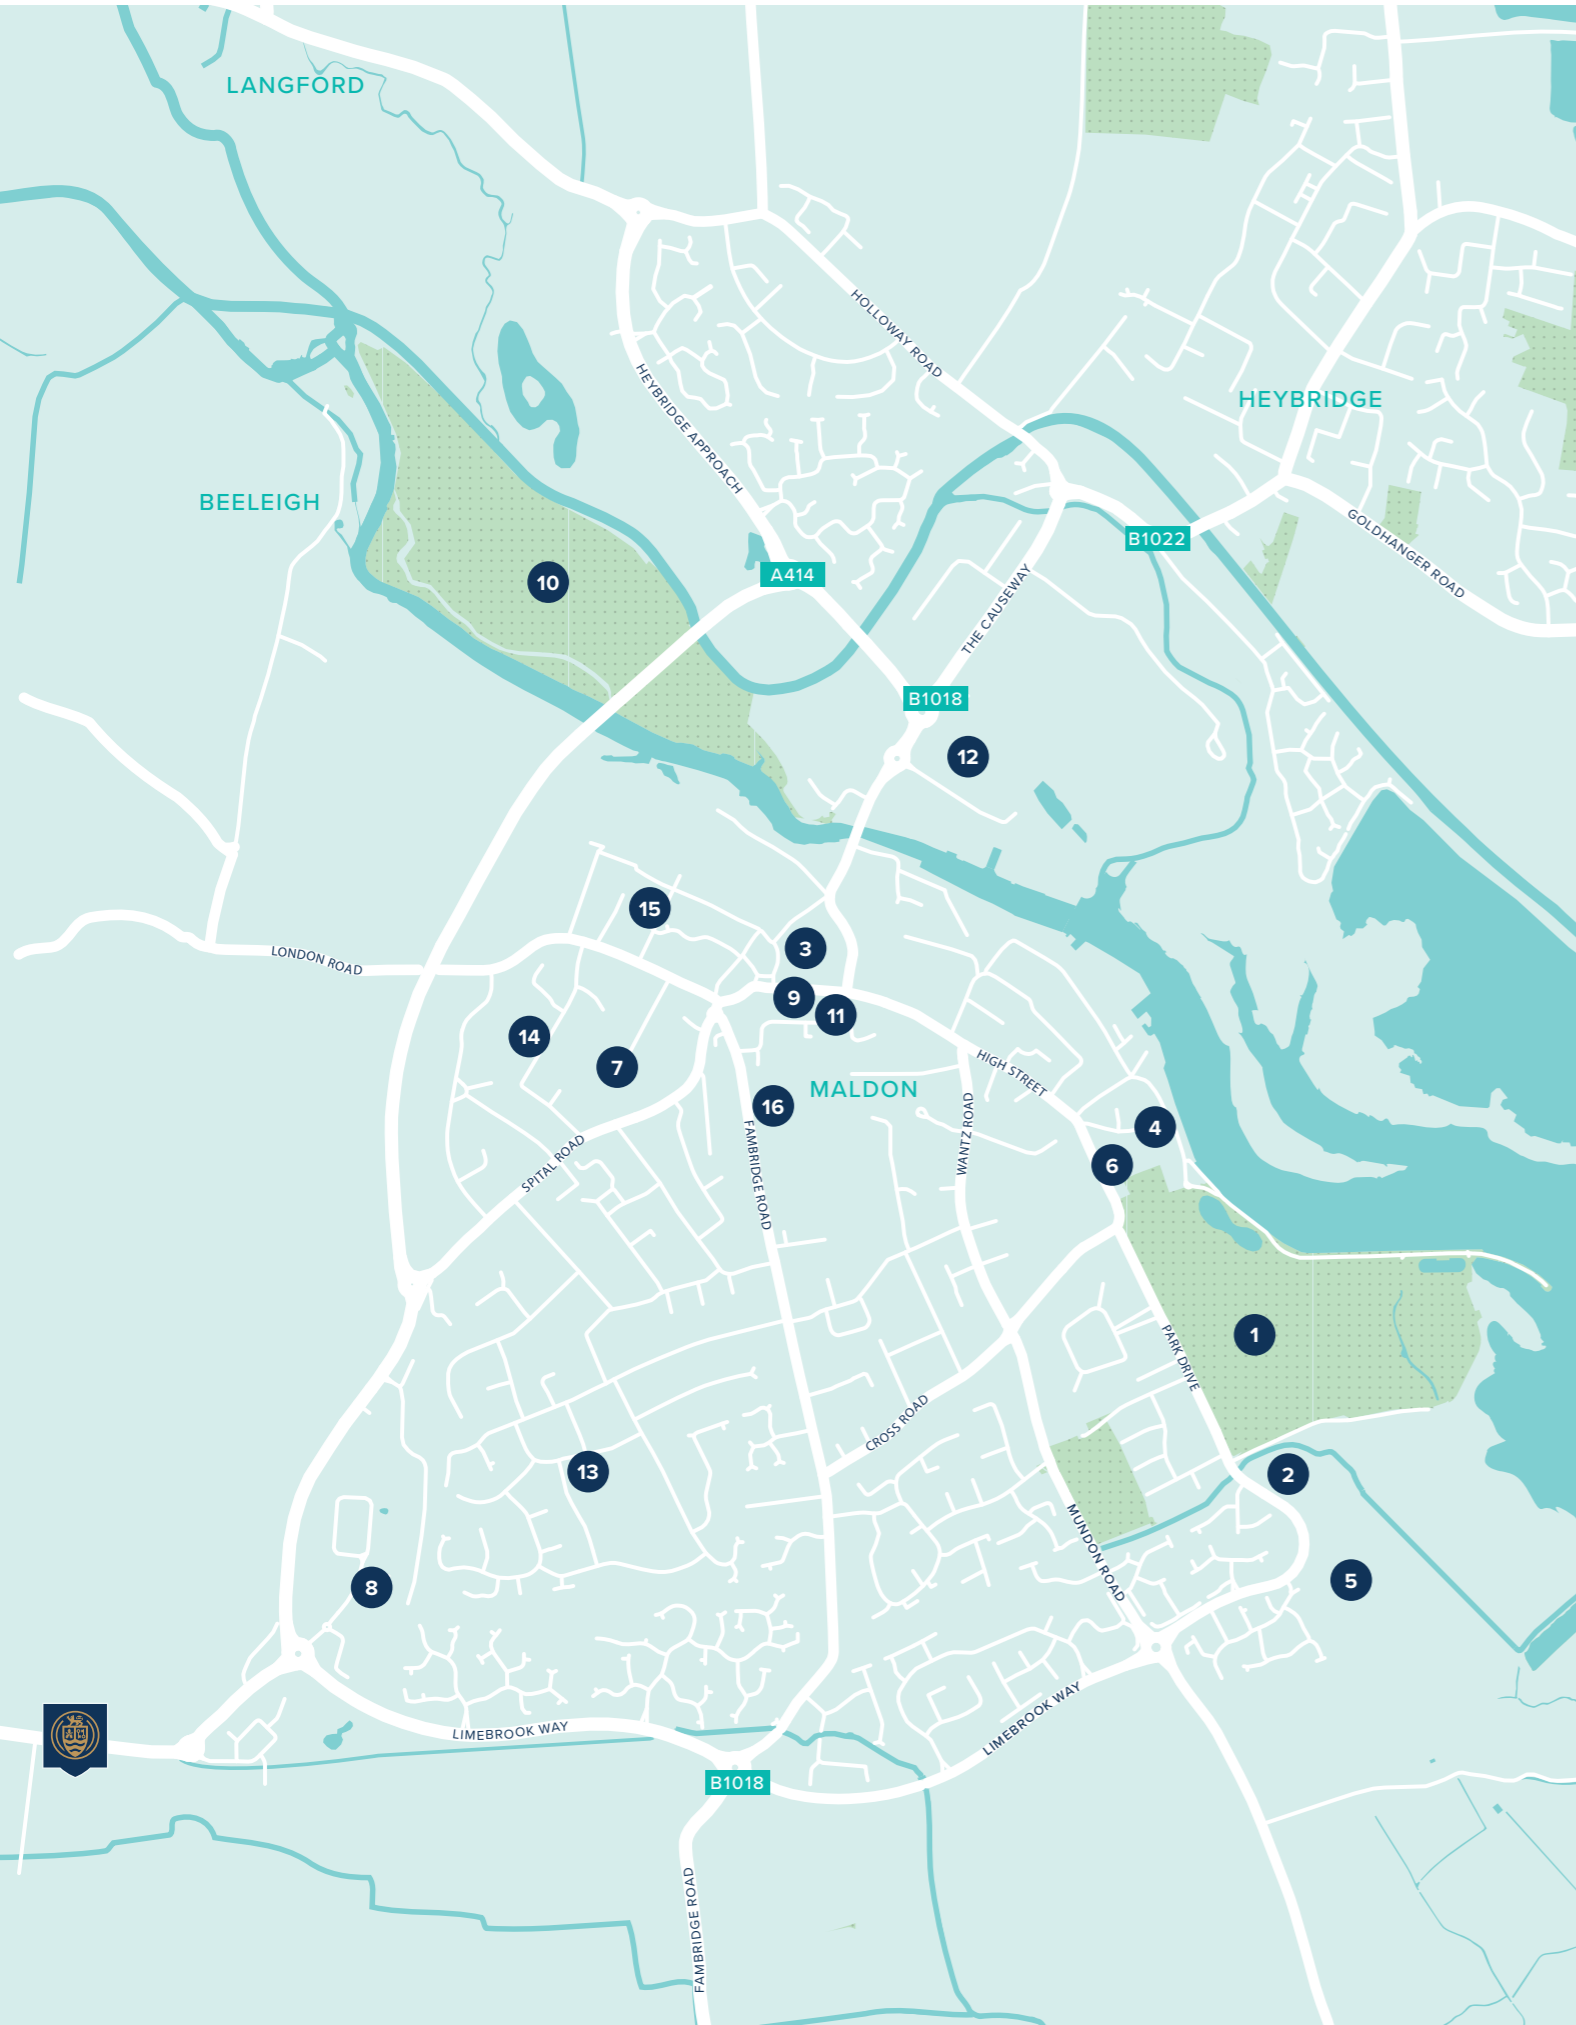 LANGFORD
HOLLOWAY ROAD
HEYBRIDGE APPROACH
HEYBRIDGE
BEELEIGH
GOLDHANGER ROAD
B1022
A414
10
THE CAUSEWAY
B1018
12
15
3
LONDON ROAD
9
11
14
7
HIGH STREET
MALDON
16
WANTZ ROAD
4
FAMBRIDGE ROAD
SPITAL ROAD
6
1
PARK DRIVE
CROSS ROAD
13
2
MUNDON ROAD
5
8
LIMEBROOK WAY
LIMEBROOK WAY
B1018
FAMBRIDGE ROAD